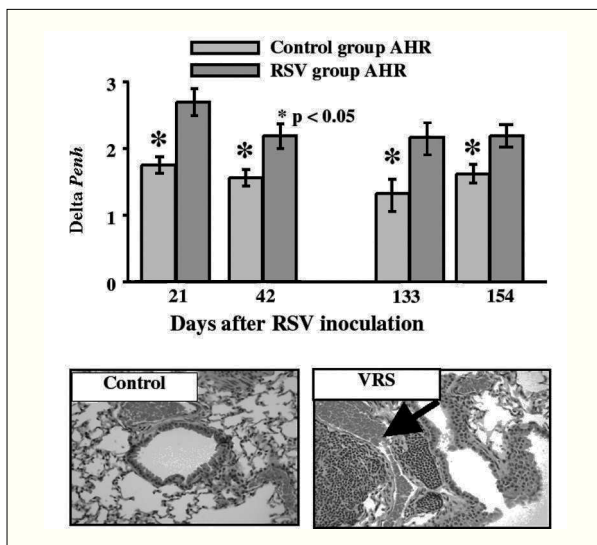 Control group AHR
RSV group AHR
3
* p < 0.05
2
* * * *
1
0
Delta Penh
21 42 133 154
Days after RSV inoculation
Control
VRS